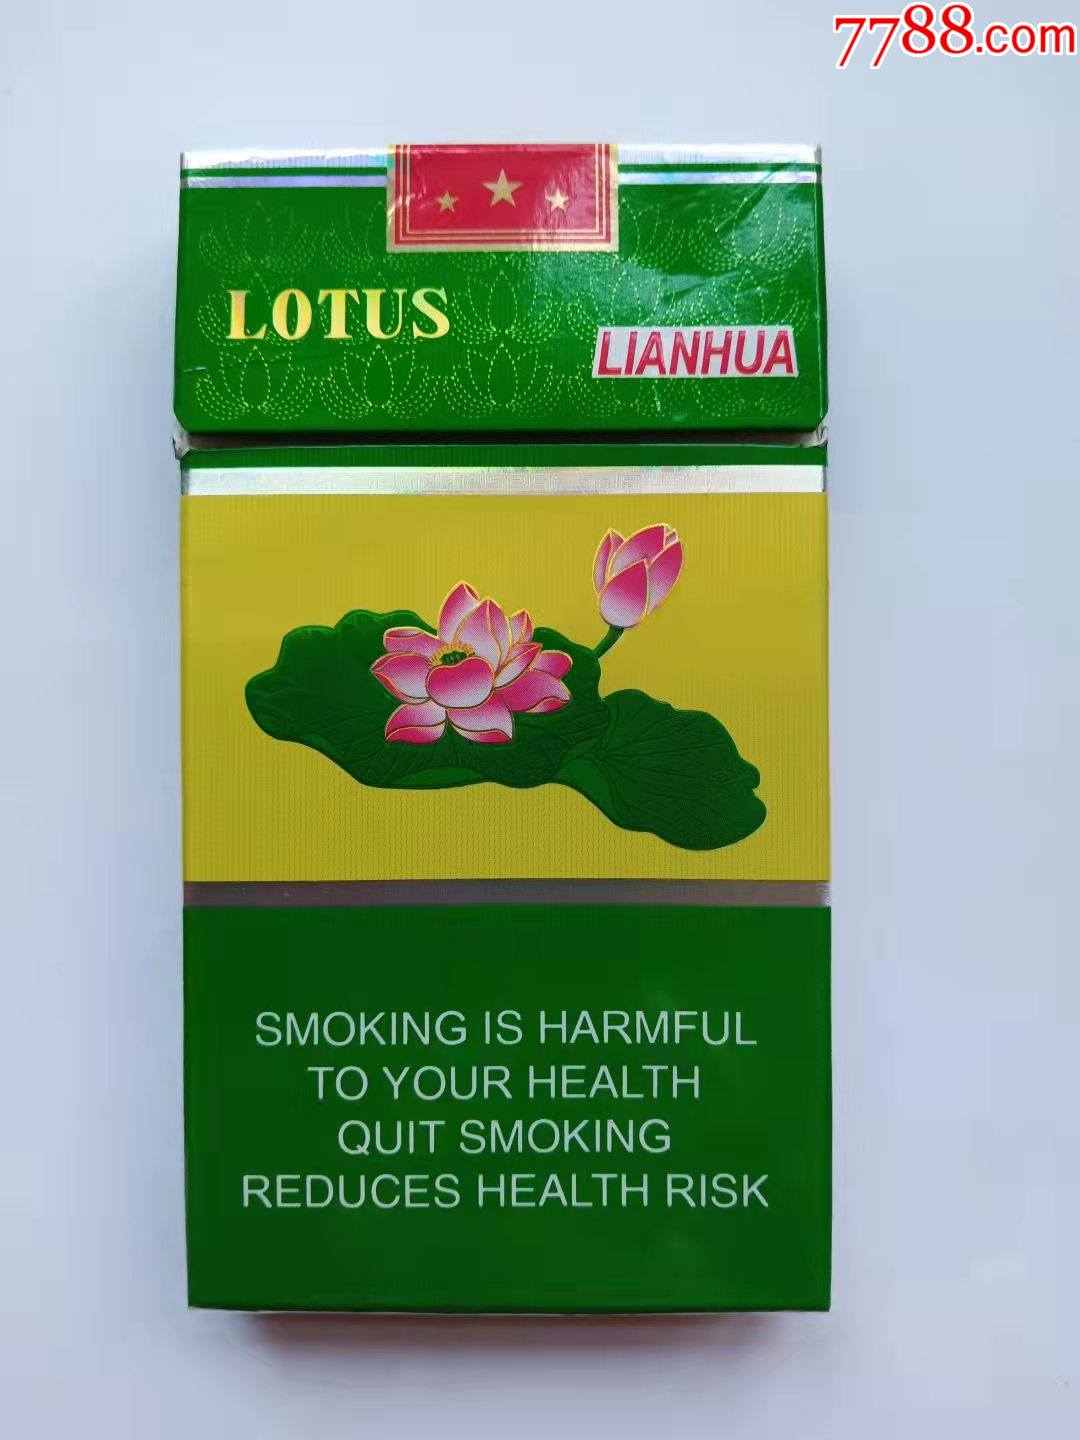 7788.com
LOTUS
LIANHUA
SMOKING IS HARMFUL
TO YOUR HEALTH
QUIT SMOKING
REDUCES HEALTH RISK